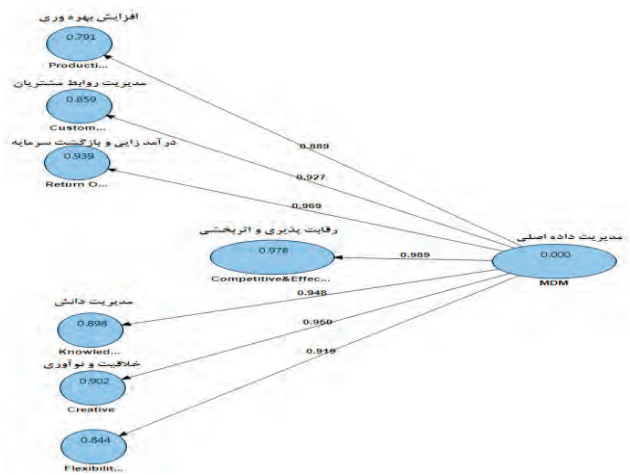 افزایش بهره وری
0.791
Producti...
مدیریت روابط مشتریان
0.859
Custom...
درآمد زایی و بازگشت سرمایه
0.939
Return O...
رقابت پذیری و اثربخشی
0.978
Competitive&Effec...
مدیریت دانش
0.898
Knowled...
خلاقیت و نوآوری
0.902
Creative
0.844
Flexibilit...
0.889
0.927
0.969
0.989
0.948
0.950
0.919
مدیریت داده اصلی
0.000
MDM